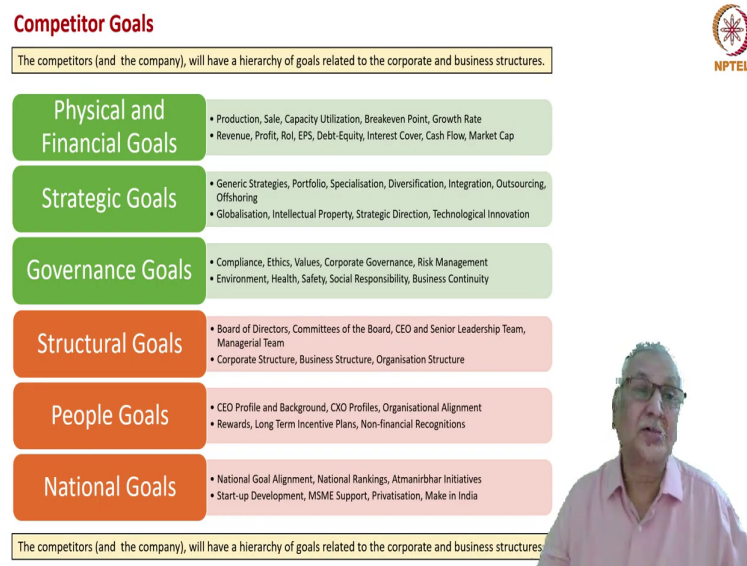 Competitor Goals
NPTEL
The competitors (and the company), will have a hierarchy of goals related to the corporate and business structures.
Physical and
Financial Goals
• Production, Sale, Capacity Utilization, Breakeven Point, Growth Rate
• Revenue, Profit, RoI, EPS, Debt-Equity, Interest Cover, Cash Flow, Market Cap
Strategic Goals
• Generic Strategies, Portfolio, Specialisation, Diversification, Integration, Outsourcing,
Offshoring
• Globalisation, Intellectual Property, Strategic Direction, Technological Innovation
Governance Goals
• Compliance, Ethics, Values, Corporate Governance, Risk Management
• Environment, Health, Safety, Social Responsibility, Business Continuity
Structural Goals
• Board of Directors, Committees of the Board, CEO and Senior Leadership Team,
Managerial Team
• Corporate Structure, Business Structure, Organisation Structure
People Goals
• CEO Profile and Background, CXO Profiles, Organisational Alignment
• Rewards, Long Term Incentive Plans, Non-financial Recognitions
National Goals
• National Goal Alignment, National Rankings, Atmanirbhar Initiatives
• Start-up Development, MSME Support, Privatisation, Make in India
The competitors (and the company), will have a hierarchy of goals related to the corporate and business structures